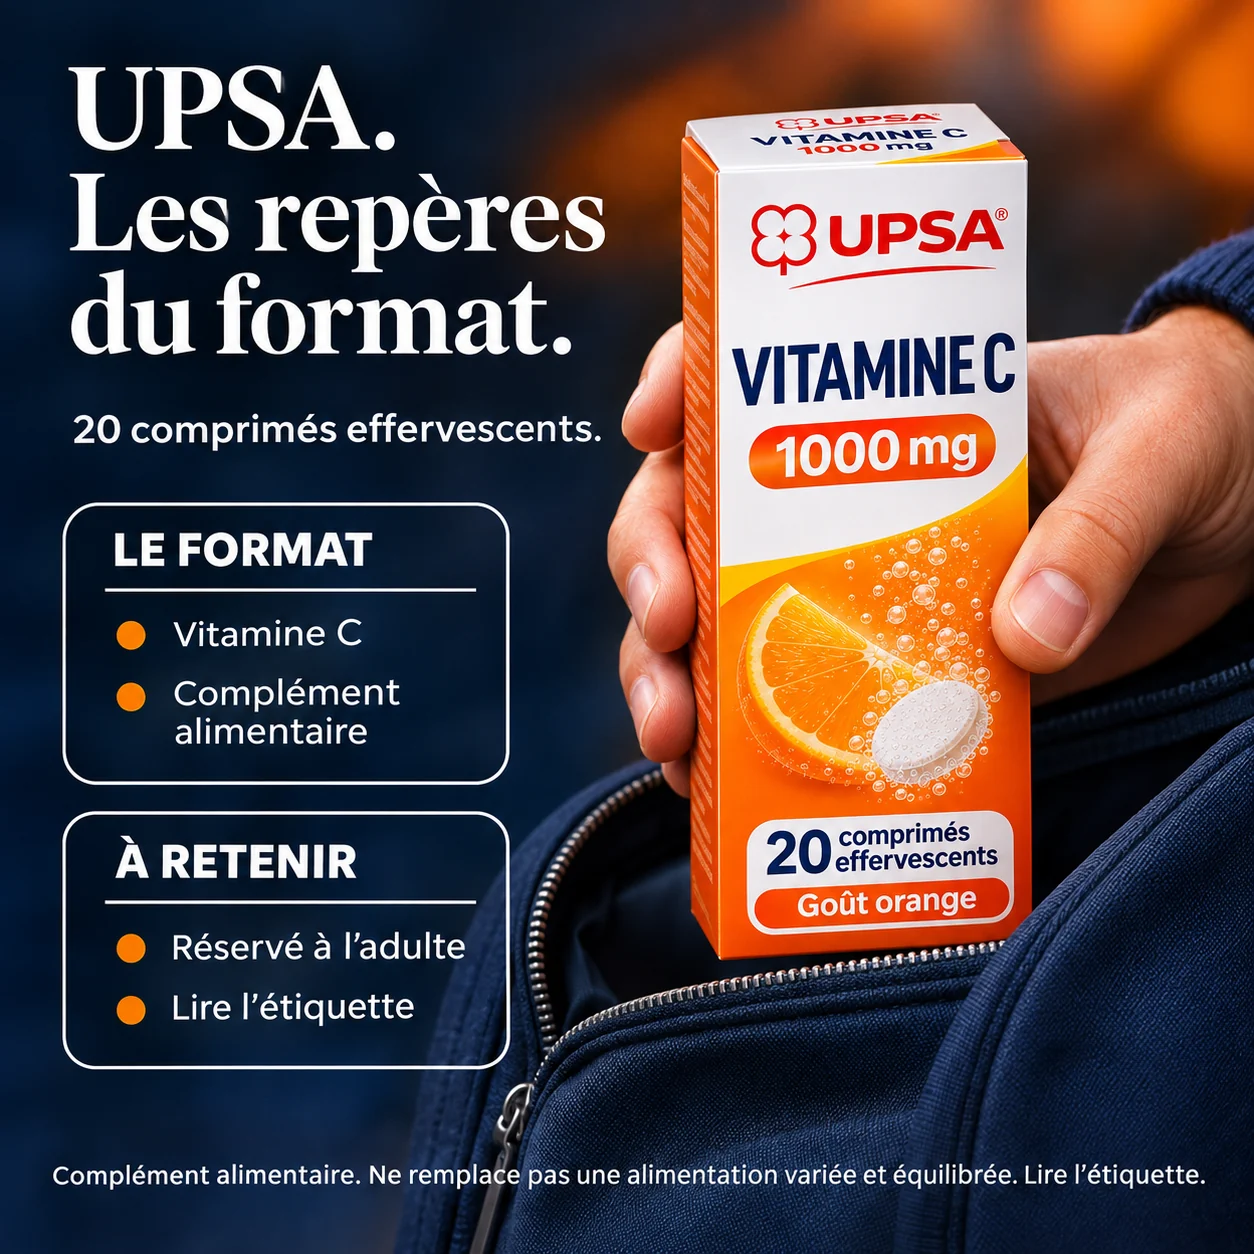 UPSA.
Les repères
du format.
20 comprimés effervescents.
LE FORMAT
Vitamine C
Complément
alimentaire
À RETENIR
Réservé à l'adulte
Lire l'étiquette
UPSA
VITAMINE C
1000 mg
UPSA®
VITAMINE C
1000 mg
20 comprimés
effervescents
Goût orange
Complément alimentaire. Ne remplace pas une alimentation variée et équilibrée. Lire l'étiquette.